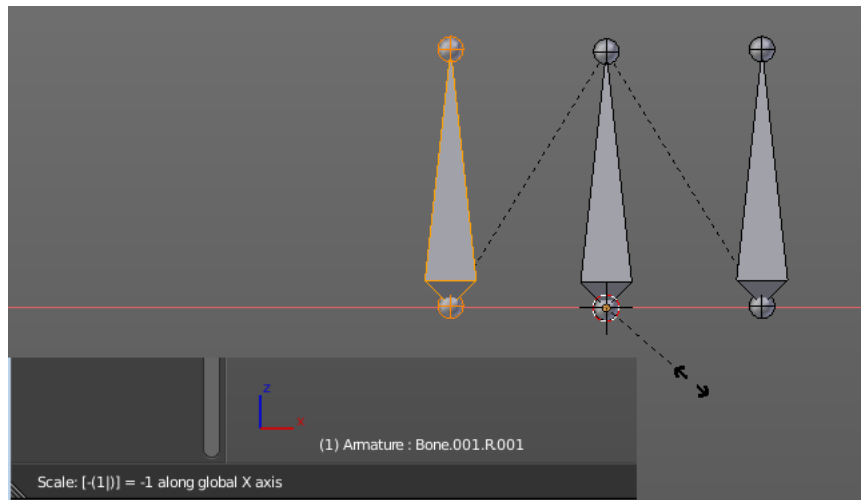 z
x
(1) Armature : Bone.001.R.001
Scale: [-(1|)] = -1 along global X axis